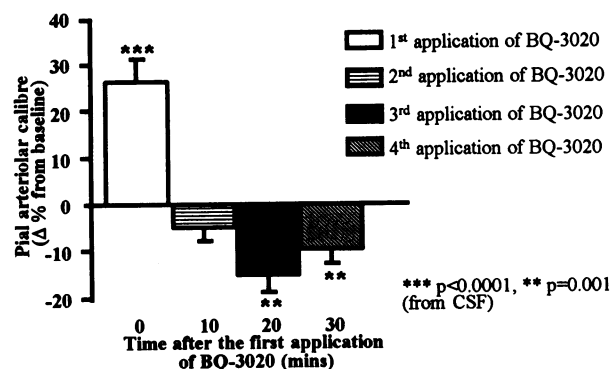 Pial arteriolar calibre
(Δ % from baseline)
40
30
20
10
0
-10
-20
***
**
**
1st application of BQ-3020
2nd application of BQ-3020
3rd application of BQ-3020
4th application of BQ-3020
*** p<0.0001, ** p=0.001
(from CSF)
0 10 20 30
Time after the first application
of BQ-3020 (mins)